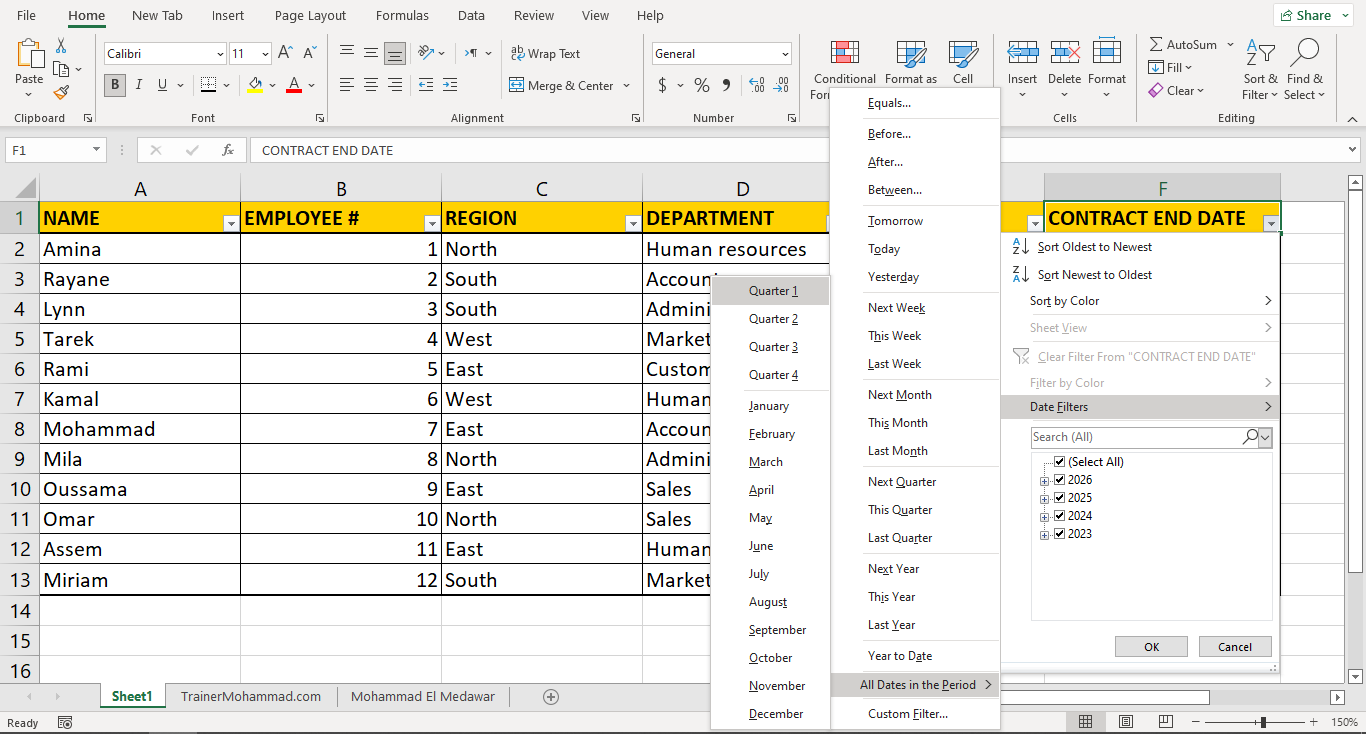 File Home New Tab Insert Page Layout Formulas Data Review View Help Share
Paste
Calibri 11
B I U
Wrap Text
Merge & Center
General
$ %
Conditional
Format as
Cell
Insert Delete Format
AutoSum
Fill
Clear
Sort &
Filter
Find &
Select
Clipboard Font Alignment Number Cells Editing
F1 fx CONTRACT END DATE
A B C D F
1 NAME EMPLOYEE # REGION DEPARTMENT CONTRACT END DATE
2 Amina 1 North Human resources
3 Rayane 2 South
4 Lynn 3 South
5 Tarek 4 West
6 Rami 5 East
7 Kamal 6 West Human
8 Mohammad 7 East
9 Mila 8 North
10 Oussama 9 East Sales
11 Omar 10 North Sales
12 Assem 11 East Human
13 Miriam 12 South
14
15
16
Quarter 1
Quarter 2
Quarter 3
Quarter 4
January
February
March
April
May
June
July
August
September
October
November
December
Equals...
Before...
After...
Between...
Tomorrow
Today
Yesterday
Next Week
This Week
Last Week
Next Month
This Month
Last Month
Next Quarter
This Quarter
Last Quarter
Next Year
This Year
Last Year
Year to Date
All Dates in the Period
Custom Filter...
Sort Oldest to Newest
Sort Newest to Oldest
Sort by Color
Sheet View
Clear Filter From "CONTRACT END DATE"
Filter by Color
Date Filters
Search (All)
(Select All)
2026
2025
2024
2023
OK Cancel
Sheet1 TrainerMohammad.com Mohammad El Medawar
Ready 150%